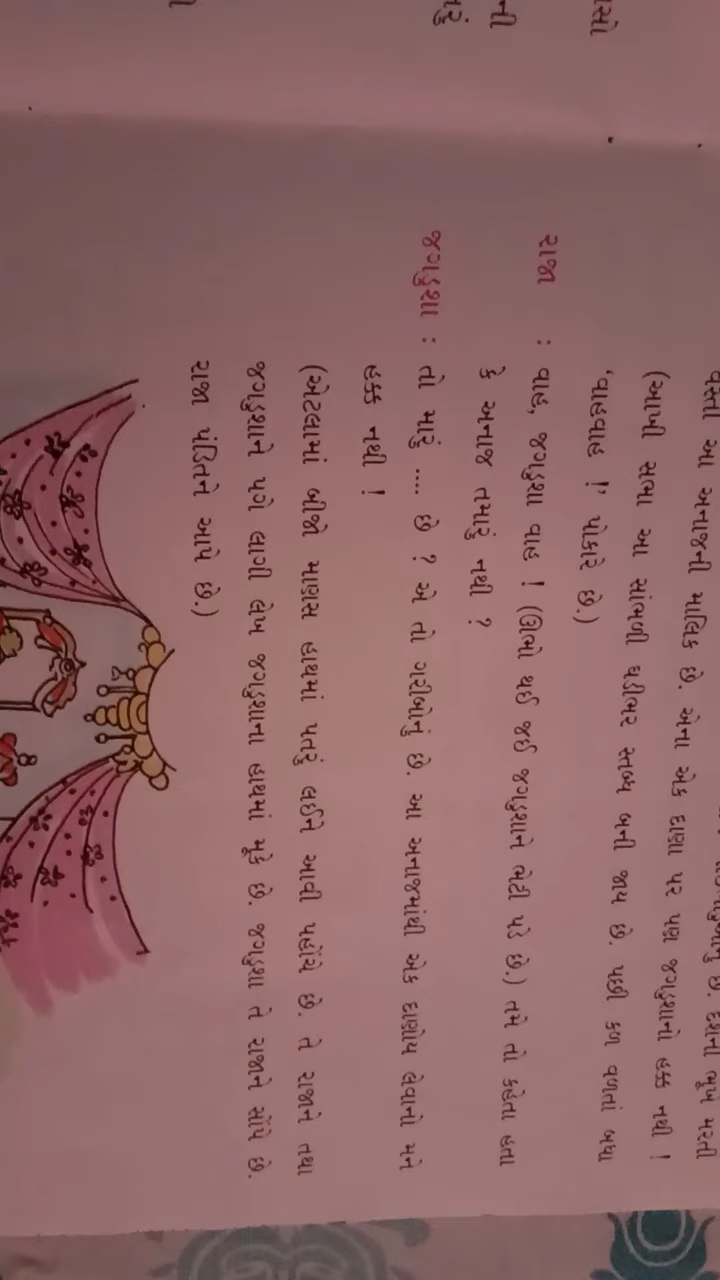 આ અનાજની માલિક છે. એના એક દાણા પર પણ જગડુશાનો હક્ક નથી !
(આખી સભા આ સાંભળી ઘડીભર સ્તબ્ધ બની જાય છે. પછી કળ વળતાં બધા
'વાહવાહ !' પોકારે છે.)
રાજા : વાહ, જગડુશા વાહ ! (ઊભો થઈ જઈ જગડુશાને ભેટી પડે છે.) તમે તો કહેતા હતા
કે અનાજ તમારું નથી ?
જગડુશા : તો મારું .... છે ? એ તો ગરીબોનું છે. આ અનાજમાંથી એક દાણોય લેવાનો મને
હક્ક નથી !
(એટલામાં બીજો માણસ હાથમાં પતરું લઈને આવી પહોંચે છે. તે રાજાને તથા
જગડુશાને પગે લાગી લેખ જગડુશાના હાથમાં મૂકે છે. જગડુશા તે રાજાને સોંપે છે.
રાજા પંડિતને આપે છે.)